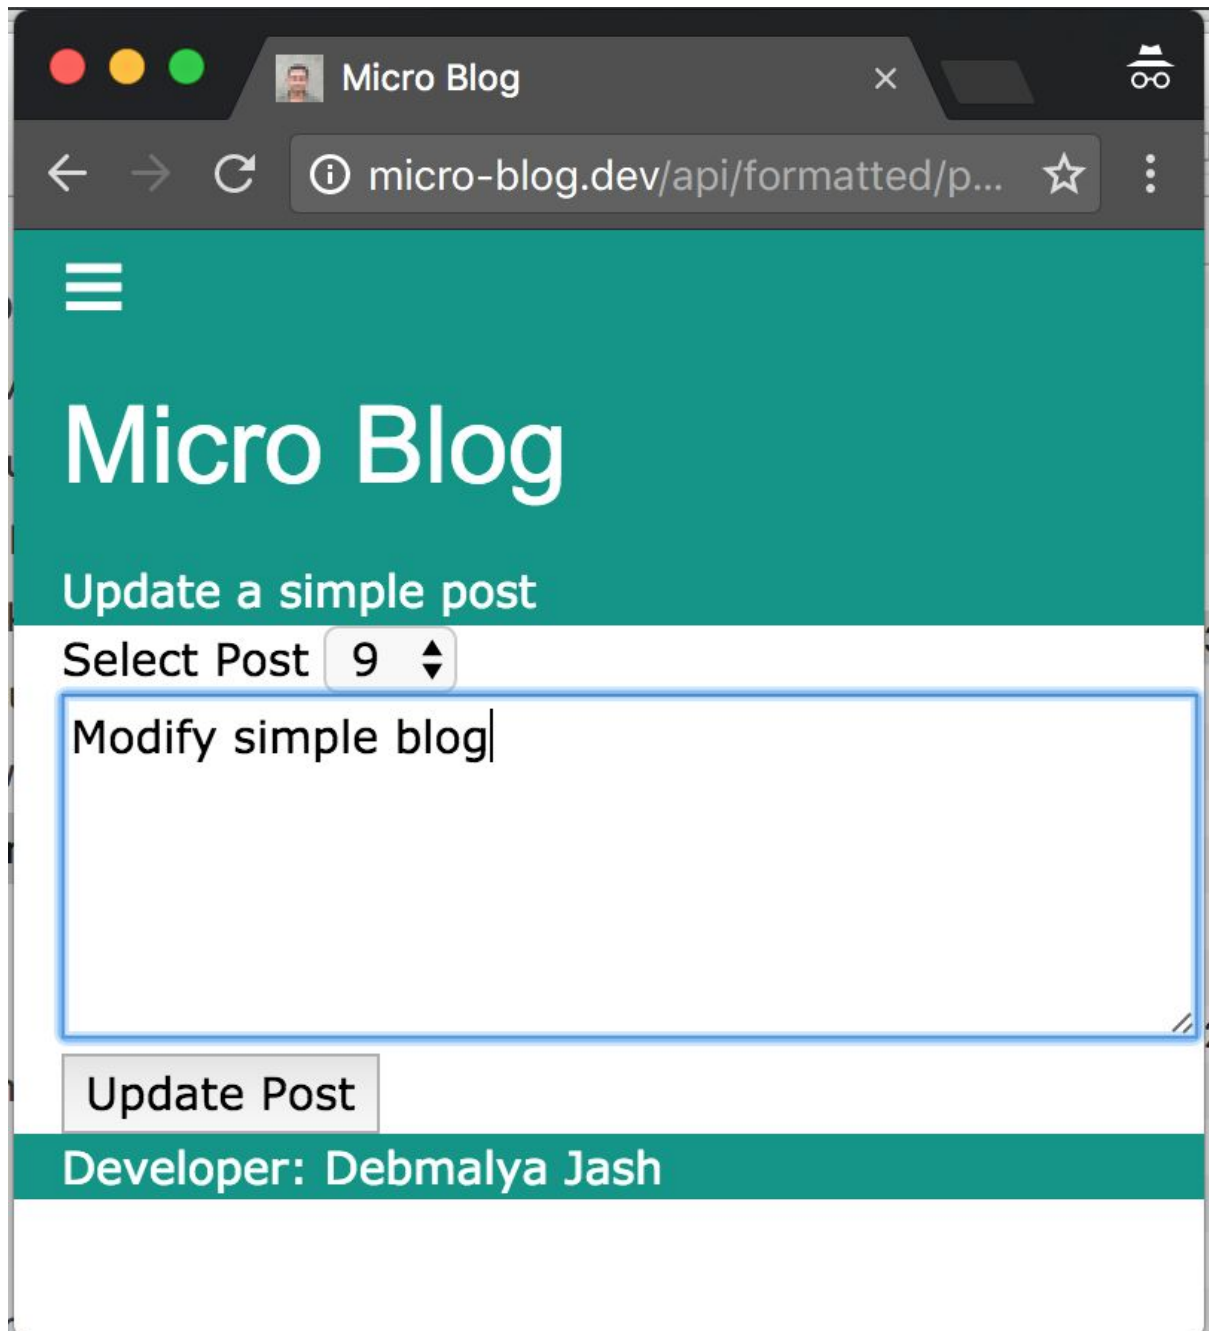 Micro Blog
micro-blog.dev/api/formatted/p...
Micro Blog
Update a simple post
Select Post 9
Modify simple blog
Update Post
Developer: Debmalya Jash